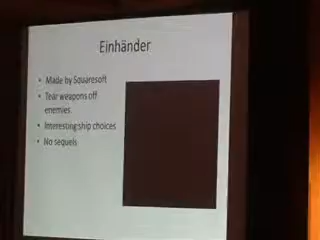 Einhänder
• Made by Squaresoft
• Tear weapons off
enemies.
• Interesting ship choices
• No sequels